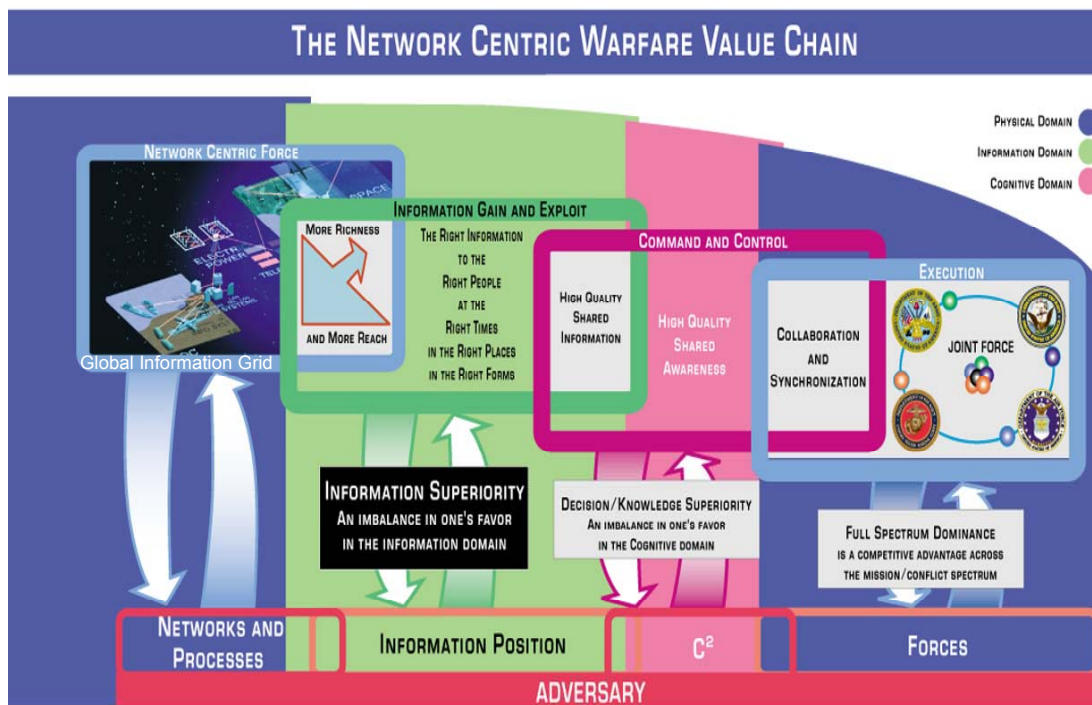 THE NETWORK CENTRIC WARFARE VALUE CHAIN
PHYSICAL DOMAIN
INFORMATION DOMAIN
COGNITIVE DOMAIN
NETWORK CENTRIC FORCE
SPACE
ELECTR
POWER
TEL
Global Information Grid
INFORMATION GAIN AND EXPLOIT
MORE RICHNESS
AND MORE REACH
THE RIGHT INFORMATION
TO THE
RIGHT PEOPLE
AT THE
RIGHT TIMES
IN THE RIGHT PLACES
IN THE RIGHT FORMS
COMMAND AND CONTROL
HIGH QUALITY
SHARED
INFORMATION
HIGH QUALITY
SHARED
AWARENESS
COLLABORATION
AND
SYNCHRONIZATION
EXECUTION
JOINT FORCE
INFORMATION SUPERIORITY
AN IMBALANCE IN ONE'S FAVOR
IN THE INFORMATION DOMAIN
DECISION/KNOWLEDGE SUPERIORITY
AN IMBALANCE IN ONE'S FAVOR
IN THE COGNITIVE DOMAIN
FULL SPECTRUM DOMINANCE
IS A COMPETITIVE ADVANTAGE ACROSS
THE MISSION/CONFLICT SPECTRUM
NETWORKS AND
PROCESSES
INFORMATION POSITION
C²
FORCES
ADVERSARY